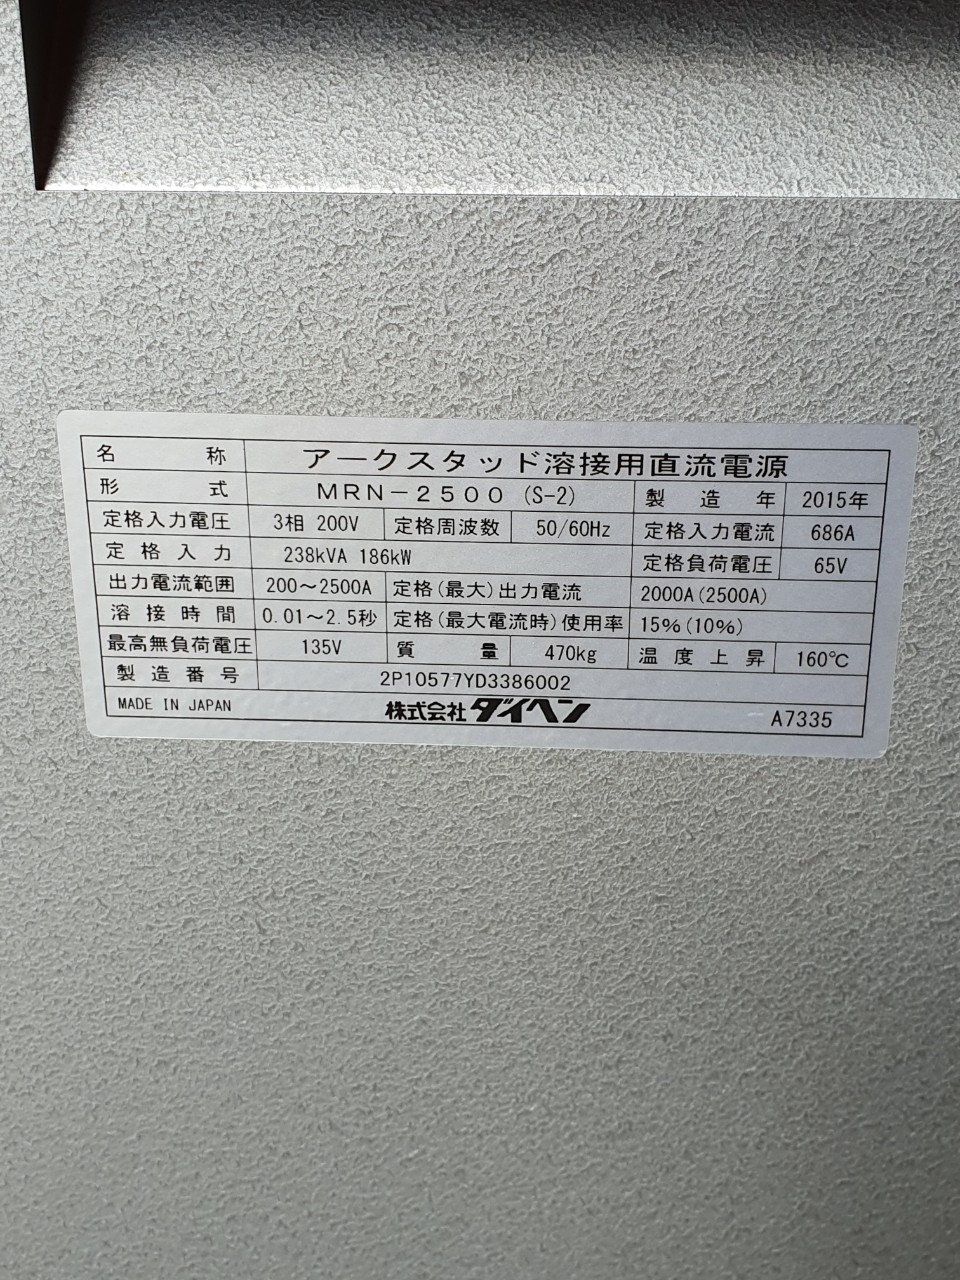 名称 アークスタッド溶接用直流電源
形式 MRN-2500 (S-2) 製造年 2015年
定格入力電圧 3相 200V 定格周波数 50/60Hz 定格入力電流 686A
定格入力 238kVA 186kW 定格負荷電圧 65V
出力電流範囲 200～2500A 定格(最大)出力電流 2000A(2500A)
溶接時間 0.01～2.5秒 定格(最大電流時)使用率 15%(10%)
最高無負荷電圧 135V 質量 470kg 温度上昇 160℃
製造番号 2P10577YD3386002
MADE IN JAPAN 株式会社ダイヘン A7335